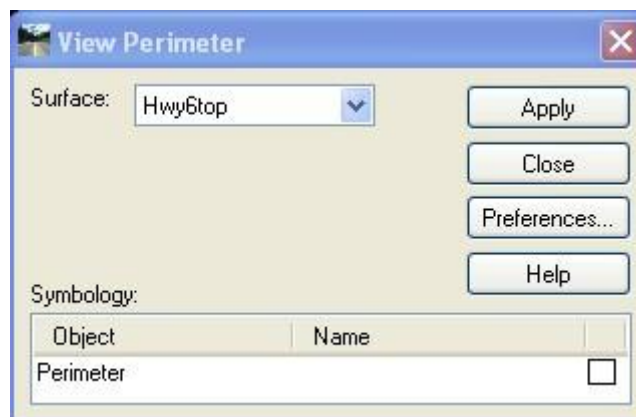 View Perimeter
Surface: Hwy6top
Apply
Close
Preferences...
Help
Symbology:
Object Name
Perimeter